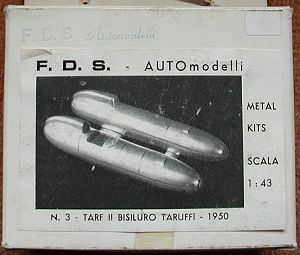 F. D. S. Automodelli
F. D. S. - AUTOmodelli
METAL
KITS
SCALA
1:43
N. 3 - TARF II BISILURO TARUFFI - 1950